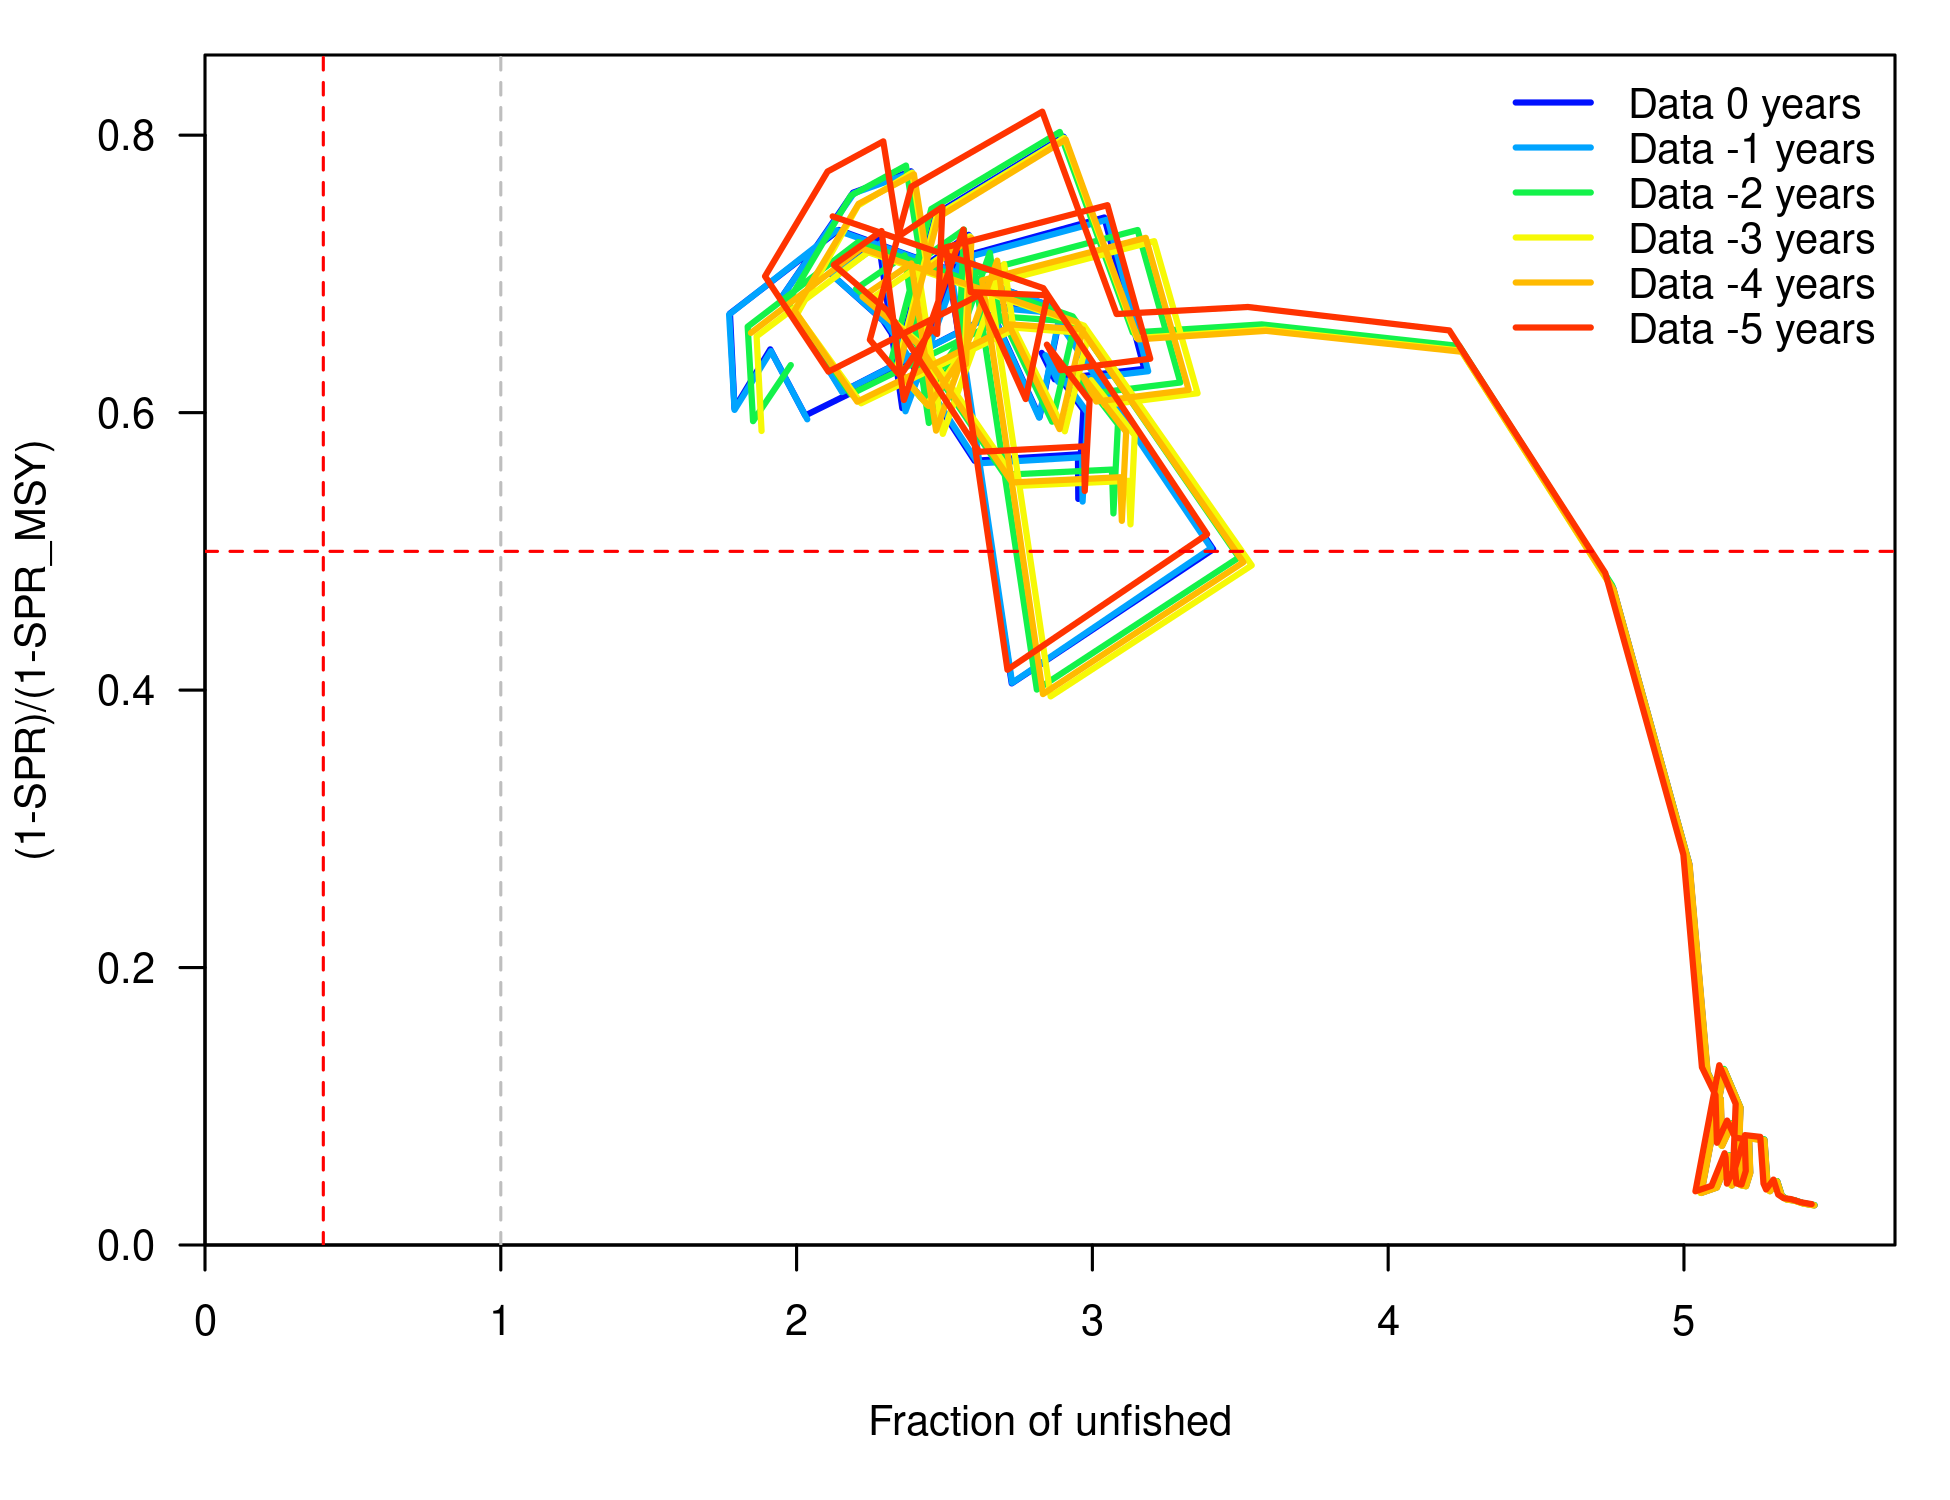 Data 0 years
Data -1 years
Data -2 years
Data -3 years
Data -4 years
Data -5 years
(1-SPR)/(1-SPR_MSY)
0.8
0.6
0.4
0.2
0.0
0 1 2 3 4 5
Fraction of unfished